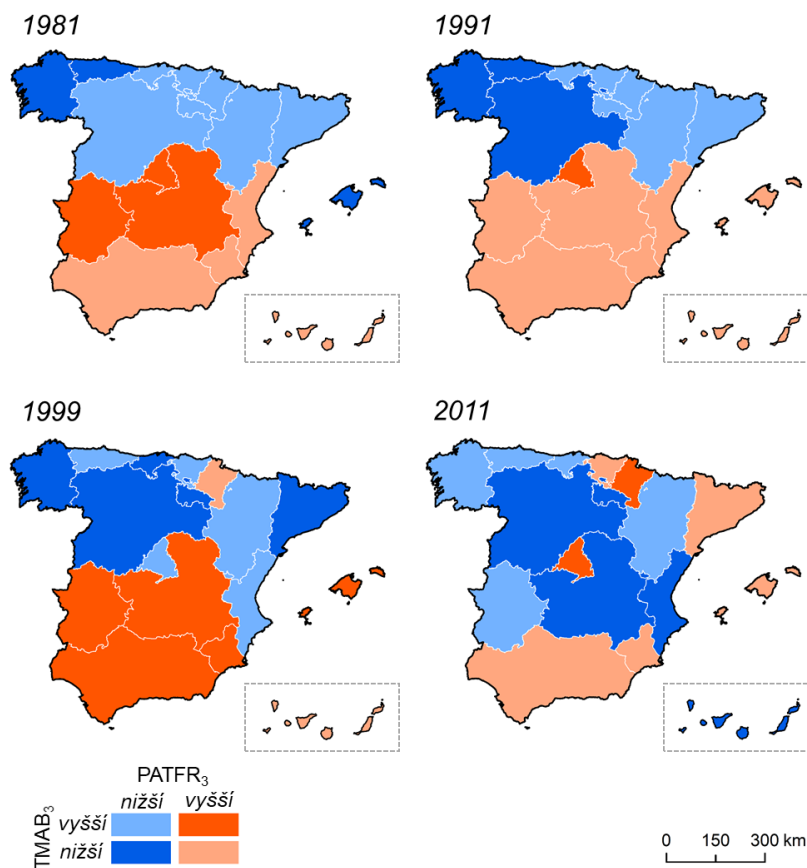 1981
1991
1999
2011
PATFR₃
nižší vyšší
TMAB₃
vyšší
nižší
0 150 300 km